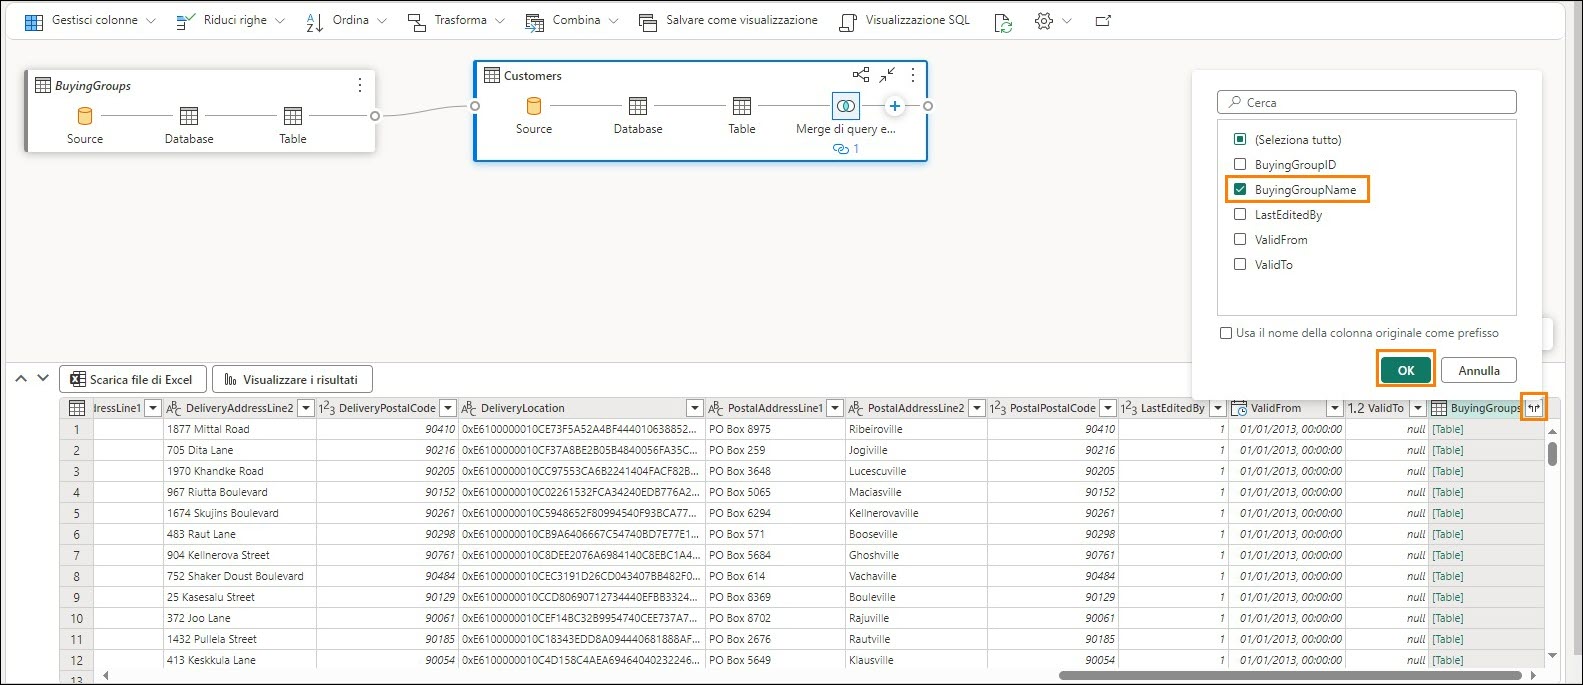 Gestisci colonne Riduci righe Ordina Trasforma Combina Salvare come visualizzazione Visualizzazione SQL
BuyingGroups
Source Database Table
Customers
Source Database Table Merge di query e...
1
Cerca
(Seleziona tutto)
BuyingGroupID
BuyingGroupName
LastEditedBy
ValidFrom
ValidTo
Usa il nome della colonna originale come prefisso
OK Annulla
Scarica file di Excel Visualizzare i risultati
dressLine1 DeliveryAddressLine2 DeliveryPostalCode DeliveryLocation PostalAddressLine1 PostalAddressLine2 PostalPostalCode LastEditedBy ValidFrom ValidTo BuyingGroups
1 1877 Mittal Road 90410 0xE6100000010CE73F5A52A4BF444010638852... PO Box 8975 Ribeiroville 90410 1 01/01/2013, 00:00:00 null [Table]
2 705 Dita Lane 90216 0xE6100000010CF37A8BE2B05B4840056FA35C... PO Box 259 Jogiville 90216 1 01/01/2013, 00:00:00 null [Table]
3 1970 Khandke Road 90205 0xE6100000010CC97553CA6B2241404FACF82B... PO Box 3648 Lucescuville 90205 1 01/01/2013, 00:00:00 null [Table]
4 967 Riutta Boulevard 90152 0xE6100000010C02261532FCA34240EDB776A2... PO Box 5065 Maciasville 90152 1 01/01/2013, 00:00:00 null [Table]
5 1674 Skujins Boulevard 90261 0xE6100000010C5948652F80994540F93BCA77... PO Box 6294 Kellnerovaville 90261 1 01/01/2013, 00:00:00 null [Table]
6 483 Raut Lane 90298 0xE6100000010CB9A6406667C54740BD7E77E1... PO Box 571 Booseville 90298 1 01/01/2013, 00:00:00 null [Table]
7 904 Kellnerova Street 90761 0xE6100000010C8DEE2076A6984140C8EBC1A4... PO Box 5684 Ghoshville 90761 1 01/01/2013, 00:00:00 null [Table]
8 752 Shaker Doust Boulevard 90484 0xE6100000010CEC3191D26CD043407BB482F0... PO Box 614 Vachaville 90484 1 01/01/2013, 00:00:00 null [Table]
9 25 Kasesalu Street 90129 0xE6100000010CCD80690712734440EFBB3324... PO Box 8369 Bouleville 90129 1 01/01/2013, 00:00:00 null [Table]
10 372 Joo Lane 90061 0xE6100000010CEF14BC32B9954740CEE737A7... PO Box 8702 Rajuville 90061 1 01/01/2013, 00:00:00 null [Table]
11 1432 Pullela Street 90185 0xE6100000010C18343EDD8A094440681888AF... PO Box 2676 Rautville 90185 1 01/01/2013, 00:00:00 null [Table]
12 413 Keskkula Lane 90054 0xE6100000010C4D158C4AEA69464040232246... PO Box 5649 Klausville 90054 1 01/01/2013, 00:00:00 null [Table]
13